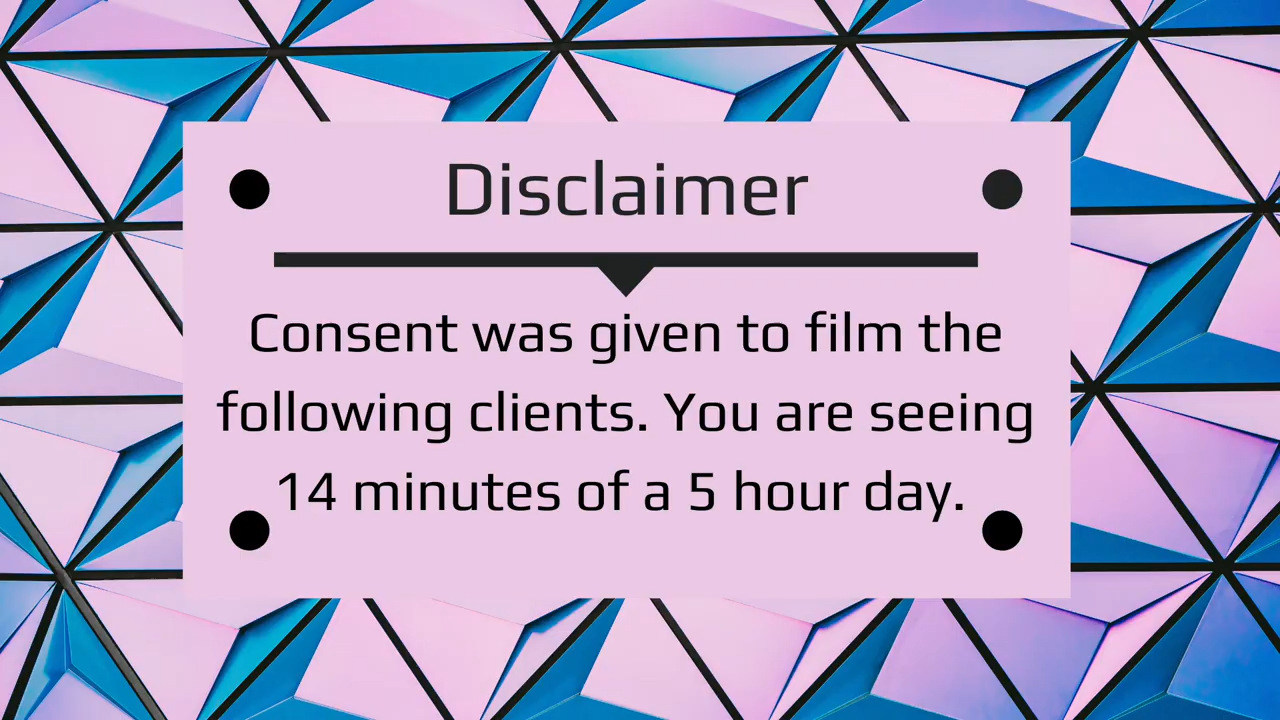 Disclaimer
Consent was given to film the
following clients. You are seeing
14 minutes of a 5 hour day.